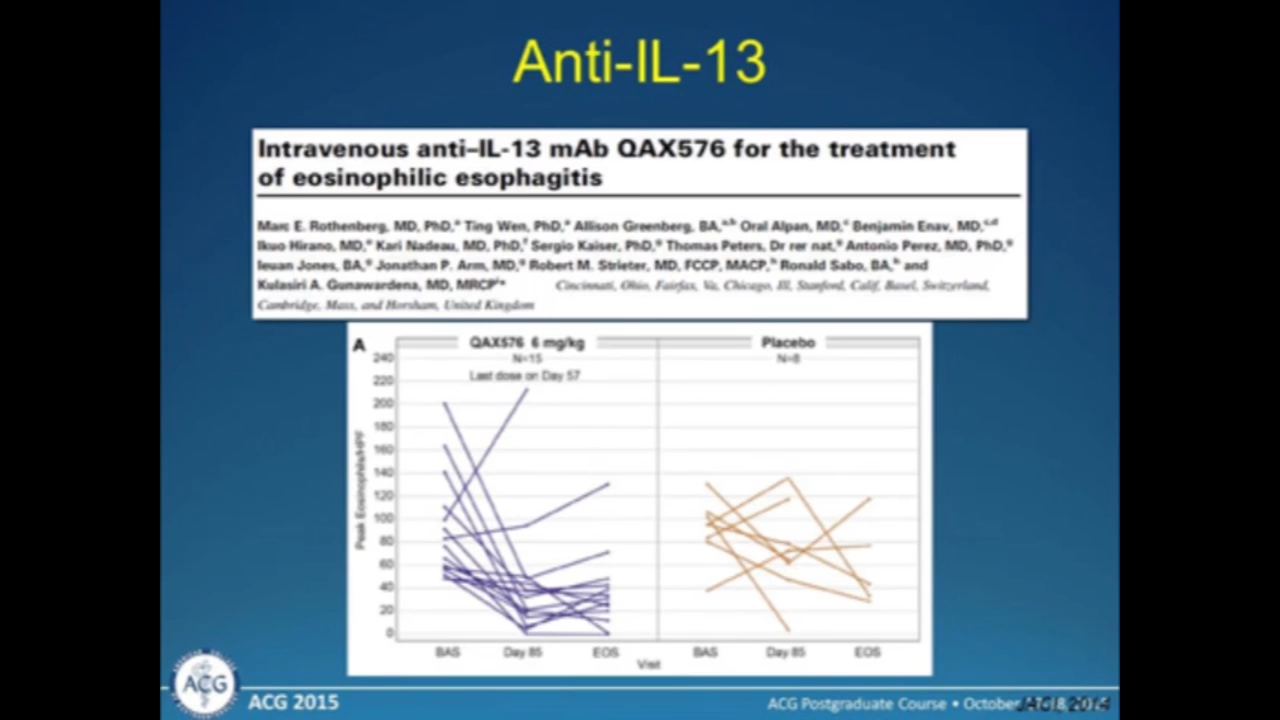 Anti-IL-13
Intravenous anti–IL-13 mAb QAX576 for the treatment
of eosinophilic esophagitis
Marc E. Rothenberg, MD, PhD,ᵃ Ting Wen, PhD,ᵃ Allison Greenberg, BA,ᵃ,ᵇ Oral Alpan, MD,ᶜ Benjamin Enav, MD,ᶜ,ᵈ
Ikuo Hirano, MD,ᵉ Kari Nadeau, MD, PhD,ᶠ Sergio Kaiser, PhD,ᵍ Thomas Peters, Dr rer nat,ᵍ Antonio Perez, MD, PhD,ᵍ
Ieuan Jones, BA,ᵍ Jonathan P. Arm, MD,ᵍ Robert M. Strieter, MD, FCCP, MACP,ʰ Ronald Sabo, BA,ʰ and
Kulasiri A. Gunawardena, MD, MRCP Cincinnati, Ohio, Fairfax, Va, Chicago, Ill, Stanford, Calif, Basel, Switzerland,
Cambridge, Mass, and Horsham, United Kingdom
A
QAX576 6 mg/kg
N=15
Last dose on Day 57
Placebo
N=8
Peak Eosinophils/HPF
240
220
200
180
160
140
120
100
80
60
40
20
0
BAS Day 85 EOS BAS Day 85 EOS
Visit
ACG
ACG 2015
ACG Postgraduate Course • October
JACI 2014